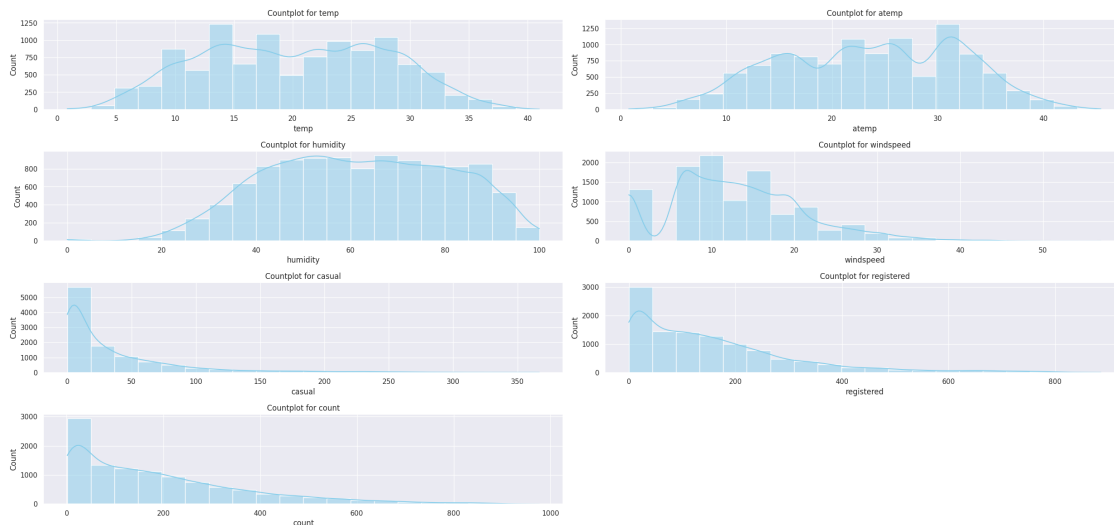 Countplot for temp
Count
1250
1000
750
500
250
0
0 5 10 15 20 25 30 35 40
temp
Countplot for atemp
Count
1250
1000
750
500
250
0
0 10 20 30 40
atemp
Countplot for humidity
Count
800
600
400
200
0
0 20 40 60 80 100
humidity
Countplot for windspeed
Count
2000
1500
1000
500
0
0 10 20 30 40 50
windspeed
Countplot for casual
Count
5000
4000
3000
2000
1000
0
0 50 100 150 200 250 300 350
casual
Countplot for registered
Count
3000
2000
1000
0
0 200 400 600 800
registered
Countplot for count
Count
3000
2000
1000
0
0 200 400 600 800 1000
count